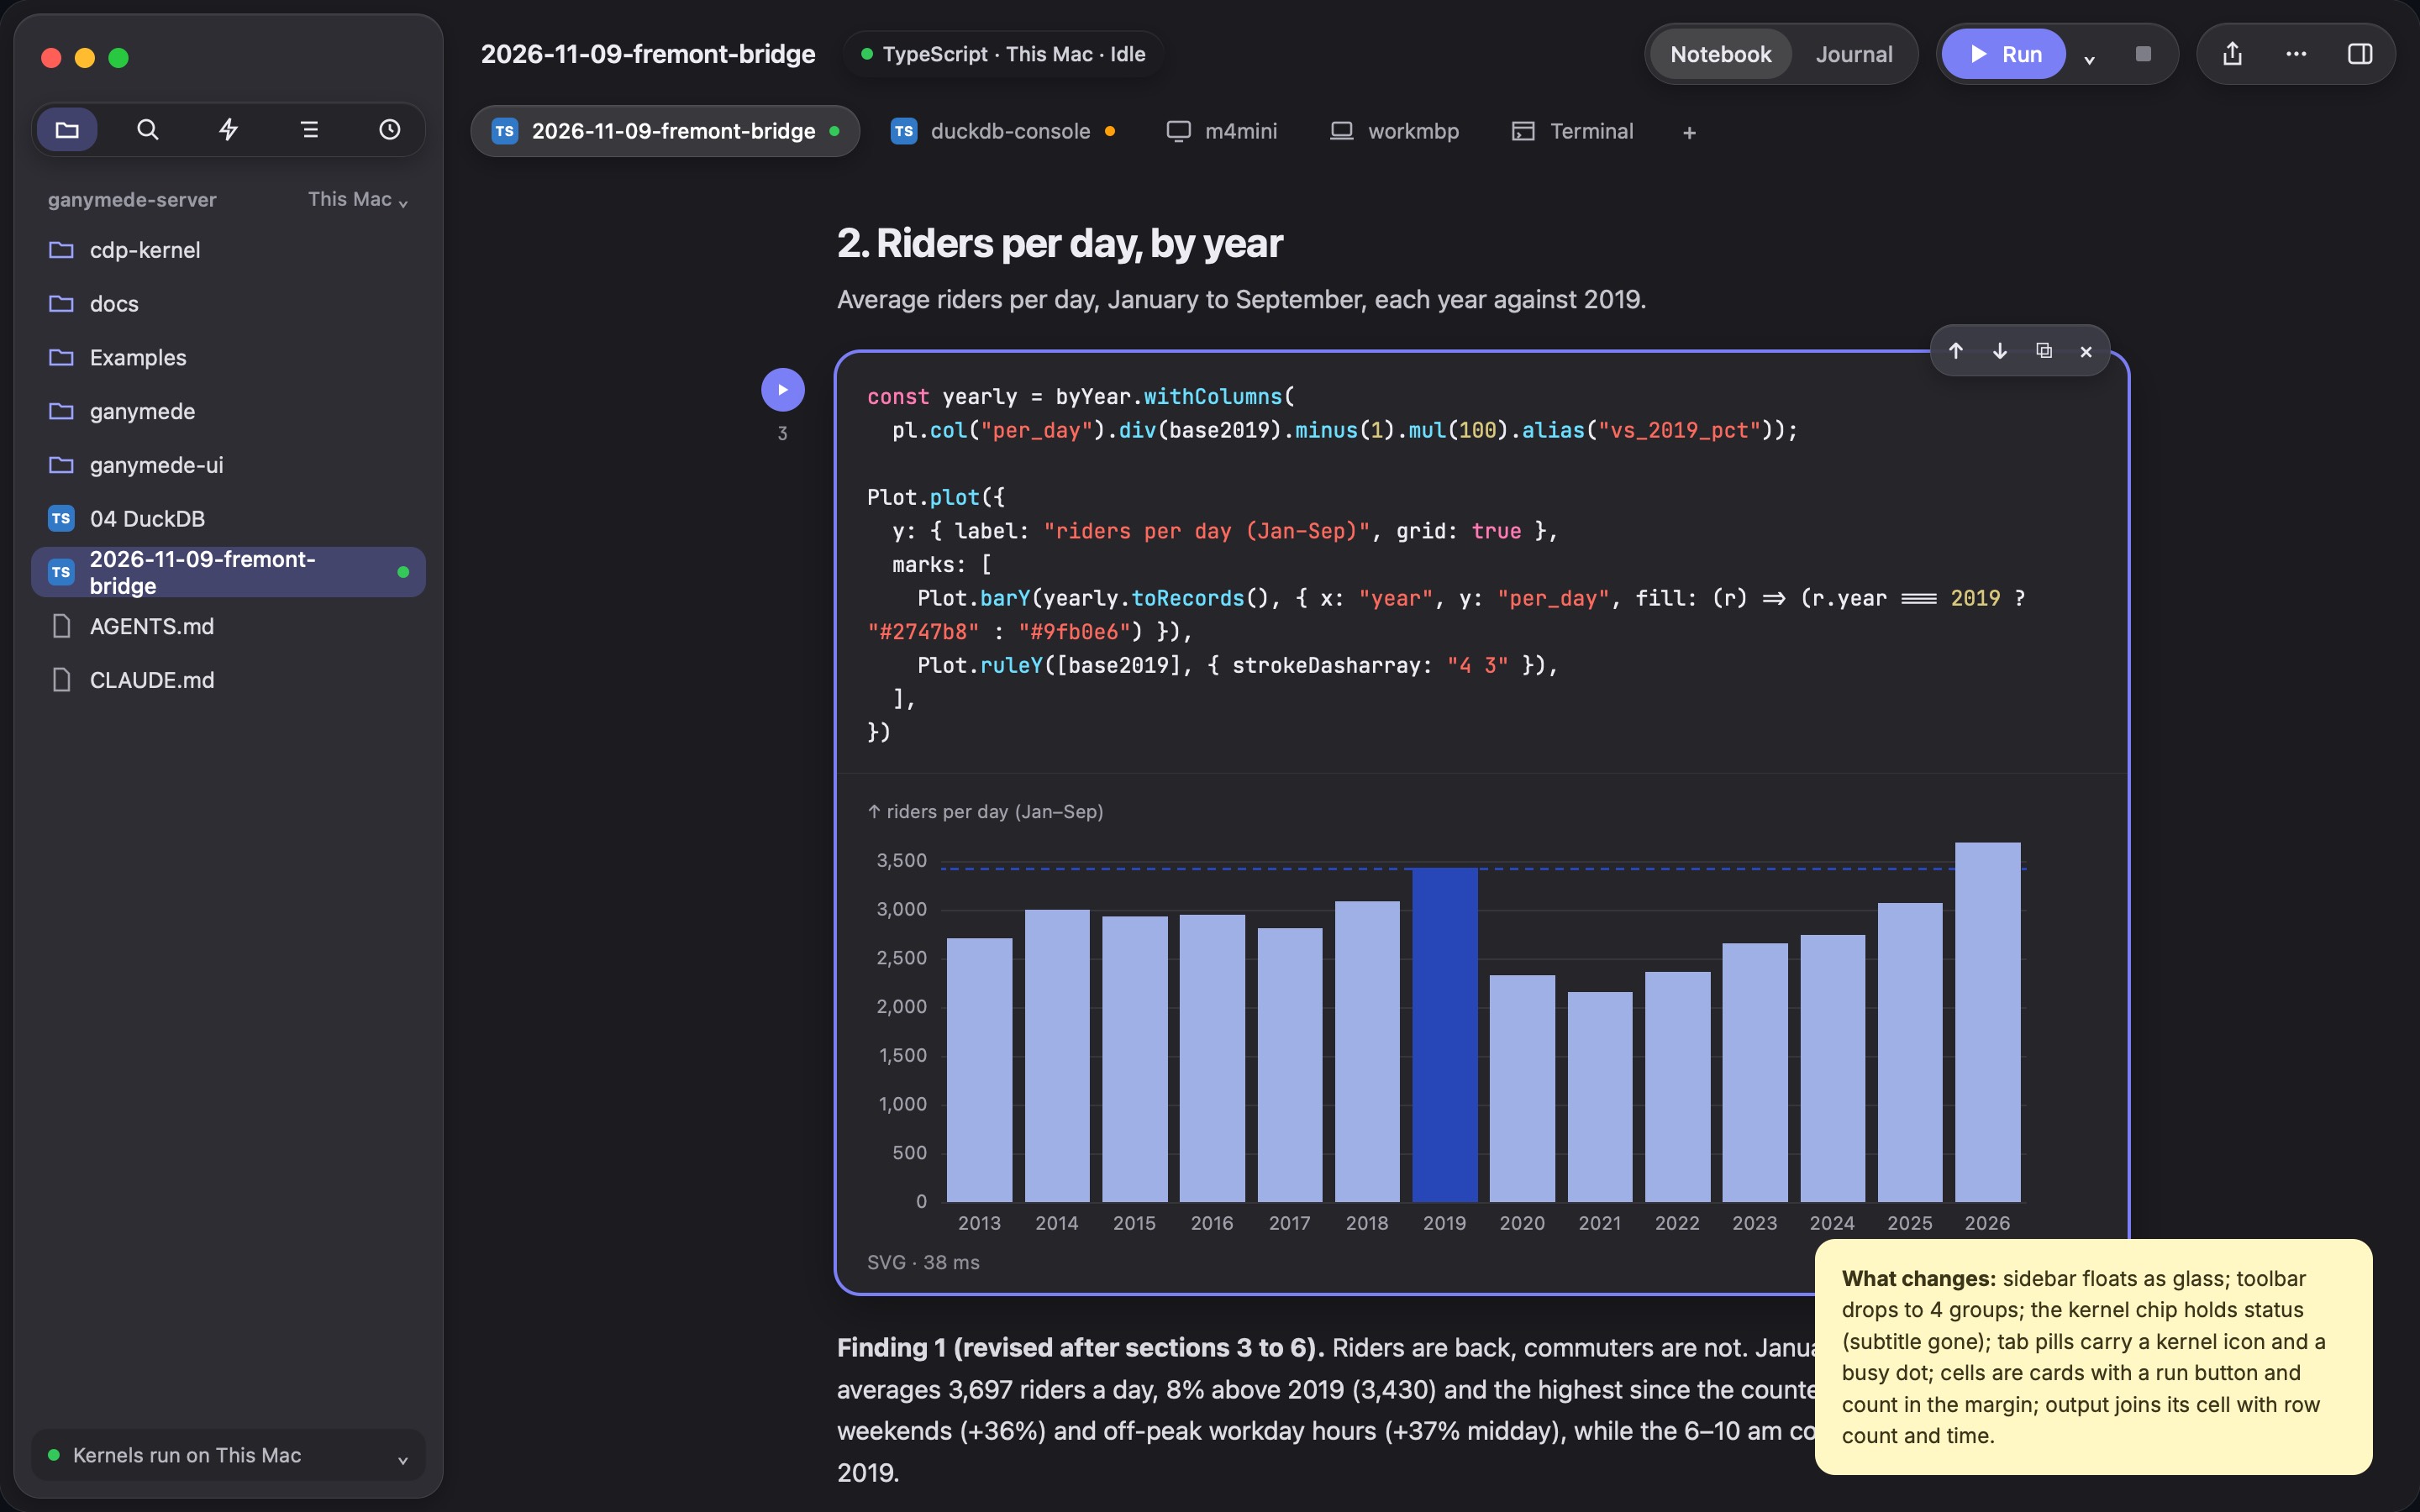 2026-11-09-fremont-bridge
TypeScript · This Mac · Idle
Notebook
Journal
Run
TS 2026-11-09-fremont-bridge
TS duckdb-console
m4mini
workmbp
Terminal
+
ganymede-server
This Mac
cdp-kernel
docs
Examples
ganymede
ganymede-ui
TS 04 DuckDB
TS 2026-11-09-fremont-
bridge
AGENTS.md
CLAUDE.md
Kernels run on This Mac
2. Riders per day, by year
Average riders per day, January to September, each year against 2019.
3
const yearly = byYear.withColumns(
  pl.col("per_day").div(base2019).minus(1).mul(100).alias("vs_2019_pct"));
Plot.plot({
  y: { label: "riders per day (Jan–Sep)", grid: true },
  marks: [
    Plot.barY(yearly.toRecords(), { x: "year", y: "per_day", fill: (r) => (r.year === 2019 ?
"#2747b8" : "#9fb0e6") }),
    Plot.ruleY([base2019], { strokeDasharray: "4 3" }),
  ],
})
↑ riders per day (Jan–Sep)
3,500
3,000
2,500
2,000
1,500
1,000
500
0
2013 2014 2015 2016 2017 2018 2019 2020 2021 2022 2023 2024 2025 2026
SVG · 38 ms
Finding 1 (revised after sections 3 to 6). Riders are back, commuters are not.
averages 3,697 riders a day, 8% above 2019 (3,430) and the highest since the
weekends (+36%) and off-peak workday hours (+37% midday), while the 6–10 am
2019.
What changes: sidebar floats as glass; toolbar
drops to 4 groups; the kernel chip holds status
(subtitle gone); tab pills carry a kernel icon and a
busy dot; cells are cards with a run button and
count in the margin; output joins its cell with row
count and time.